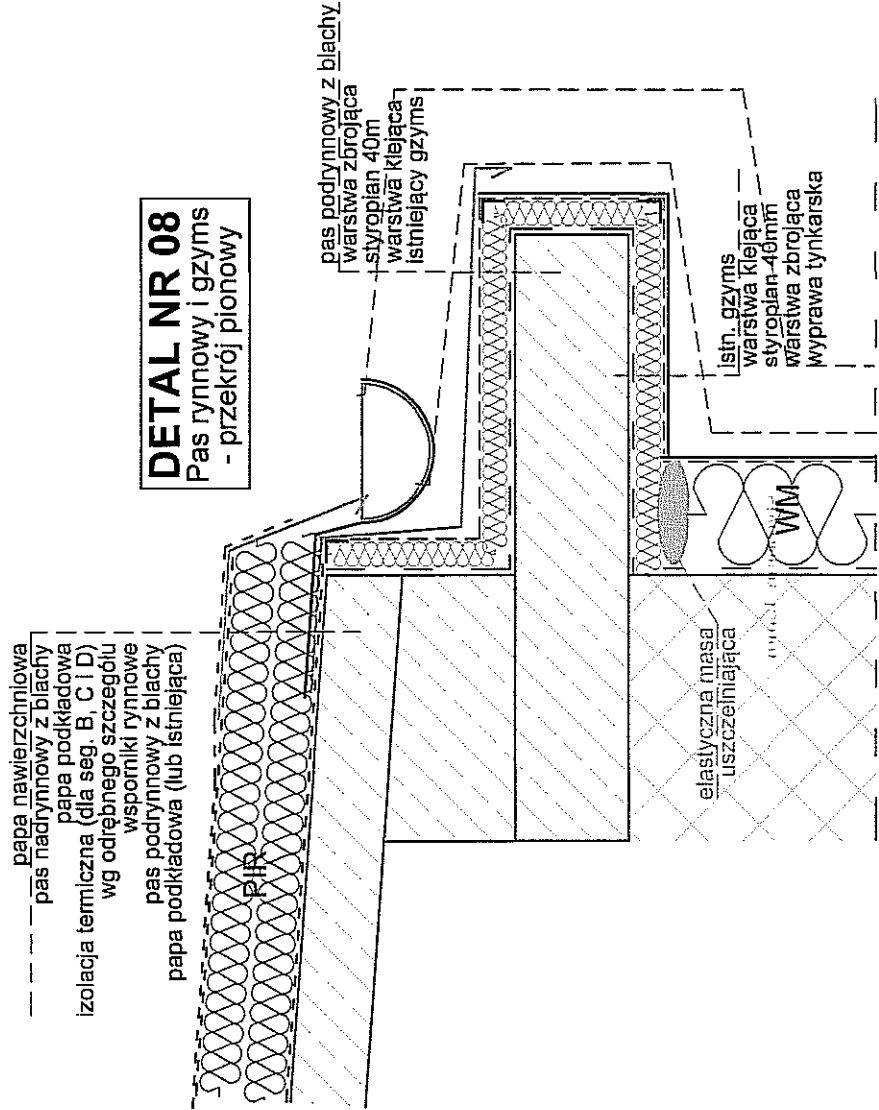 DETAL NR 08
Pas rynnowy i gzyms
- przekrój pionowy
papa nawierzchniowa
pas nadrynnowy z blachy
papa podkładowa
izolacja termiczna (dla seg. B, C i D)
wg odrębnego szczegółu
wsporniki rynnowe
pas podrynnowy z blachy
papa podkładowa (lub istniejąca)
PIR
pas podrynnowy z blachy
warstwa zbrojąca
styropian 40m
warstwa klejąca
istniejący gzyms
istn. gzyms
warstwa klejąca
styropian 40mm
warstwa zbrojąca
wyprawa tynkarska
elastyczna masa
uszczelniająca
WM